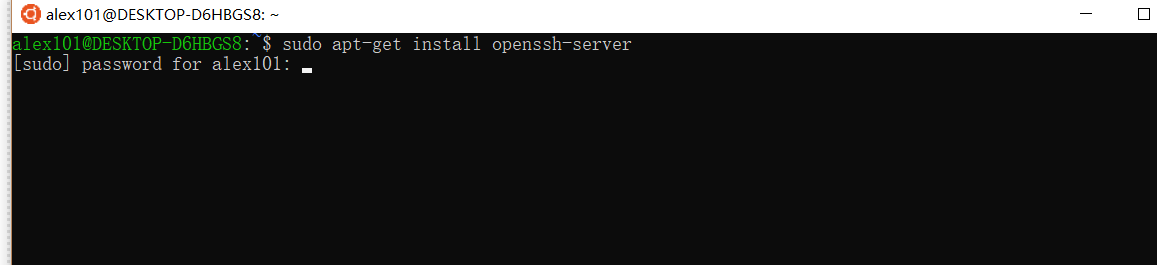 alex101@DESKTOP-D6HBGS8: ~
alex101@DESKTOP-D6HBGS8:~$ sudo apt-get install openssh-server
[sudo] password for alex101: